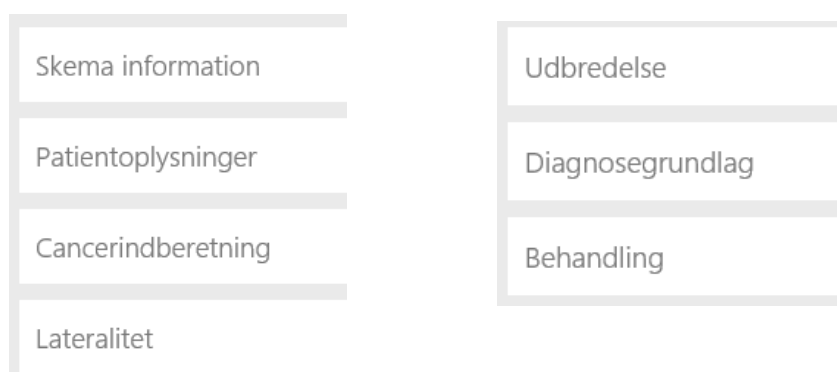 Skema information
Patientoplysninger
Cancerindberetning
Lateralitet
Udbredelse
Diagnosegrundlag
Behandling